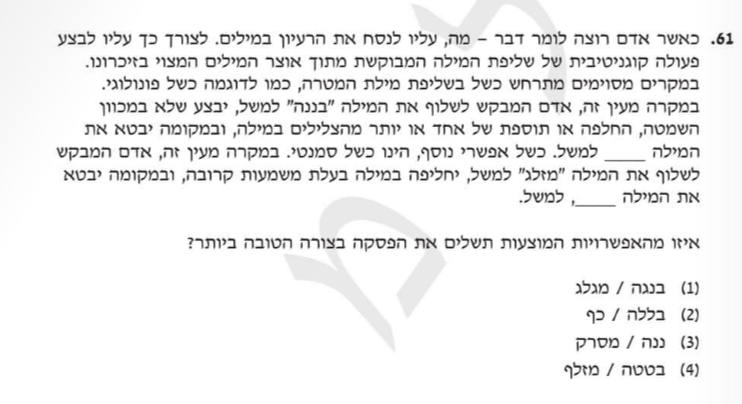 61. כאשר אדם רוצה לומר דבר – מה, עליו לנסח את הרעיון במילים. לצורך כך עליו לבצע
פעולה קוגניטיבית של שליפת המילה המבוקשת מתוך אוצר המילים המצוי בזיכרונו.
במקרים מסוימים מתרחש כשל בשליפת מילת המטרה, כמו לדוגמה כשל פונולוגי.
במקרה מעין זה, אדם המבקש לשלוף את המילה "בננה" למשל, יבצע שלא במכוון
השמטה, החלפה או תוספת של אחד או יותר מהצלילים במילה, ובמקומה יבטא את
המילה ____ למשל. כשל אפשרי נוסף, הינו כשל סמנטי. במקרה מעין זה, אדם המבקש
לשלוף את המילה "מזלג" למשל, יחליפה במילה בעלת משמעות קרובה, ובמקומה יבטא
את המילה ____, למשל.
איזו מהאפשרויות המוצעות תשלים את הפסקה בצורה הטובה ביותר?
(1) בנגה / מגלג
(2) בללה / כף
(3) ננה / מסרק
(4) בטטה / מזלף